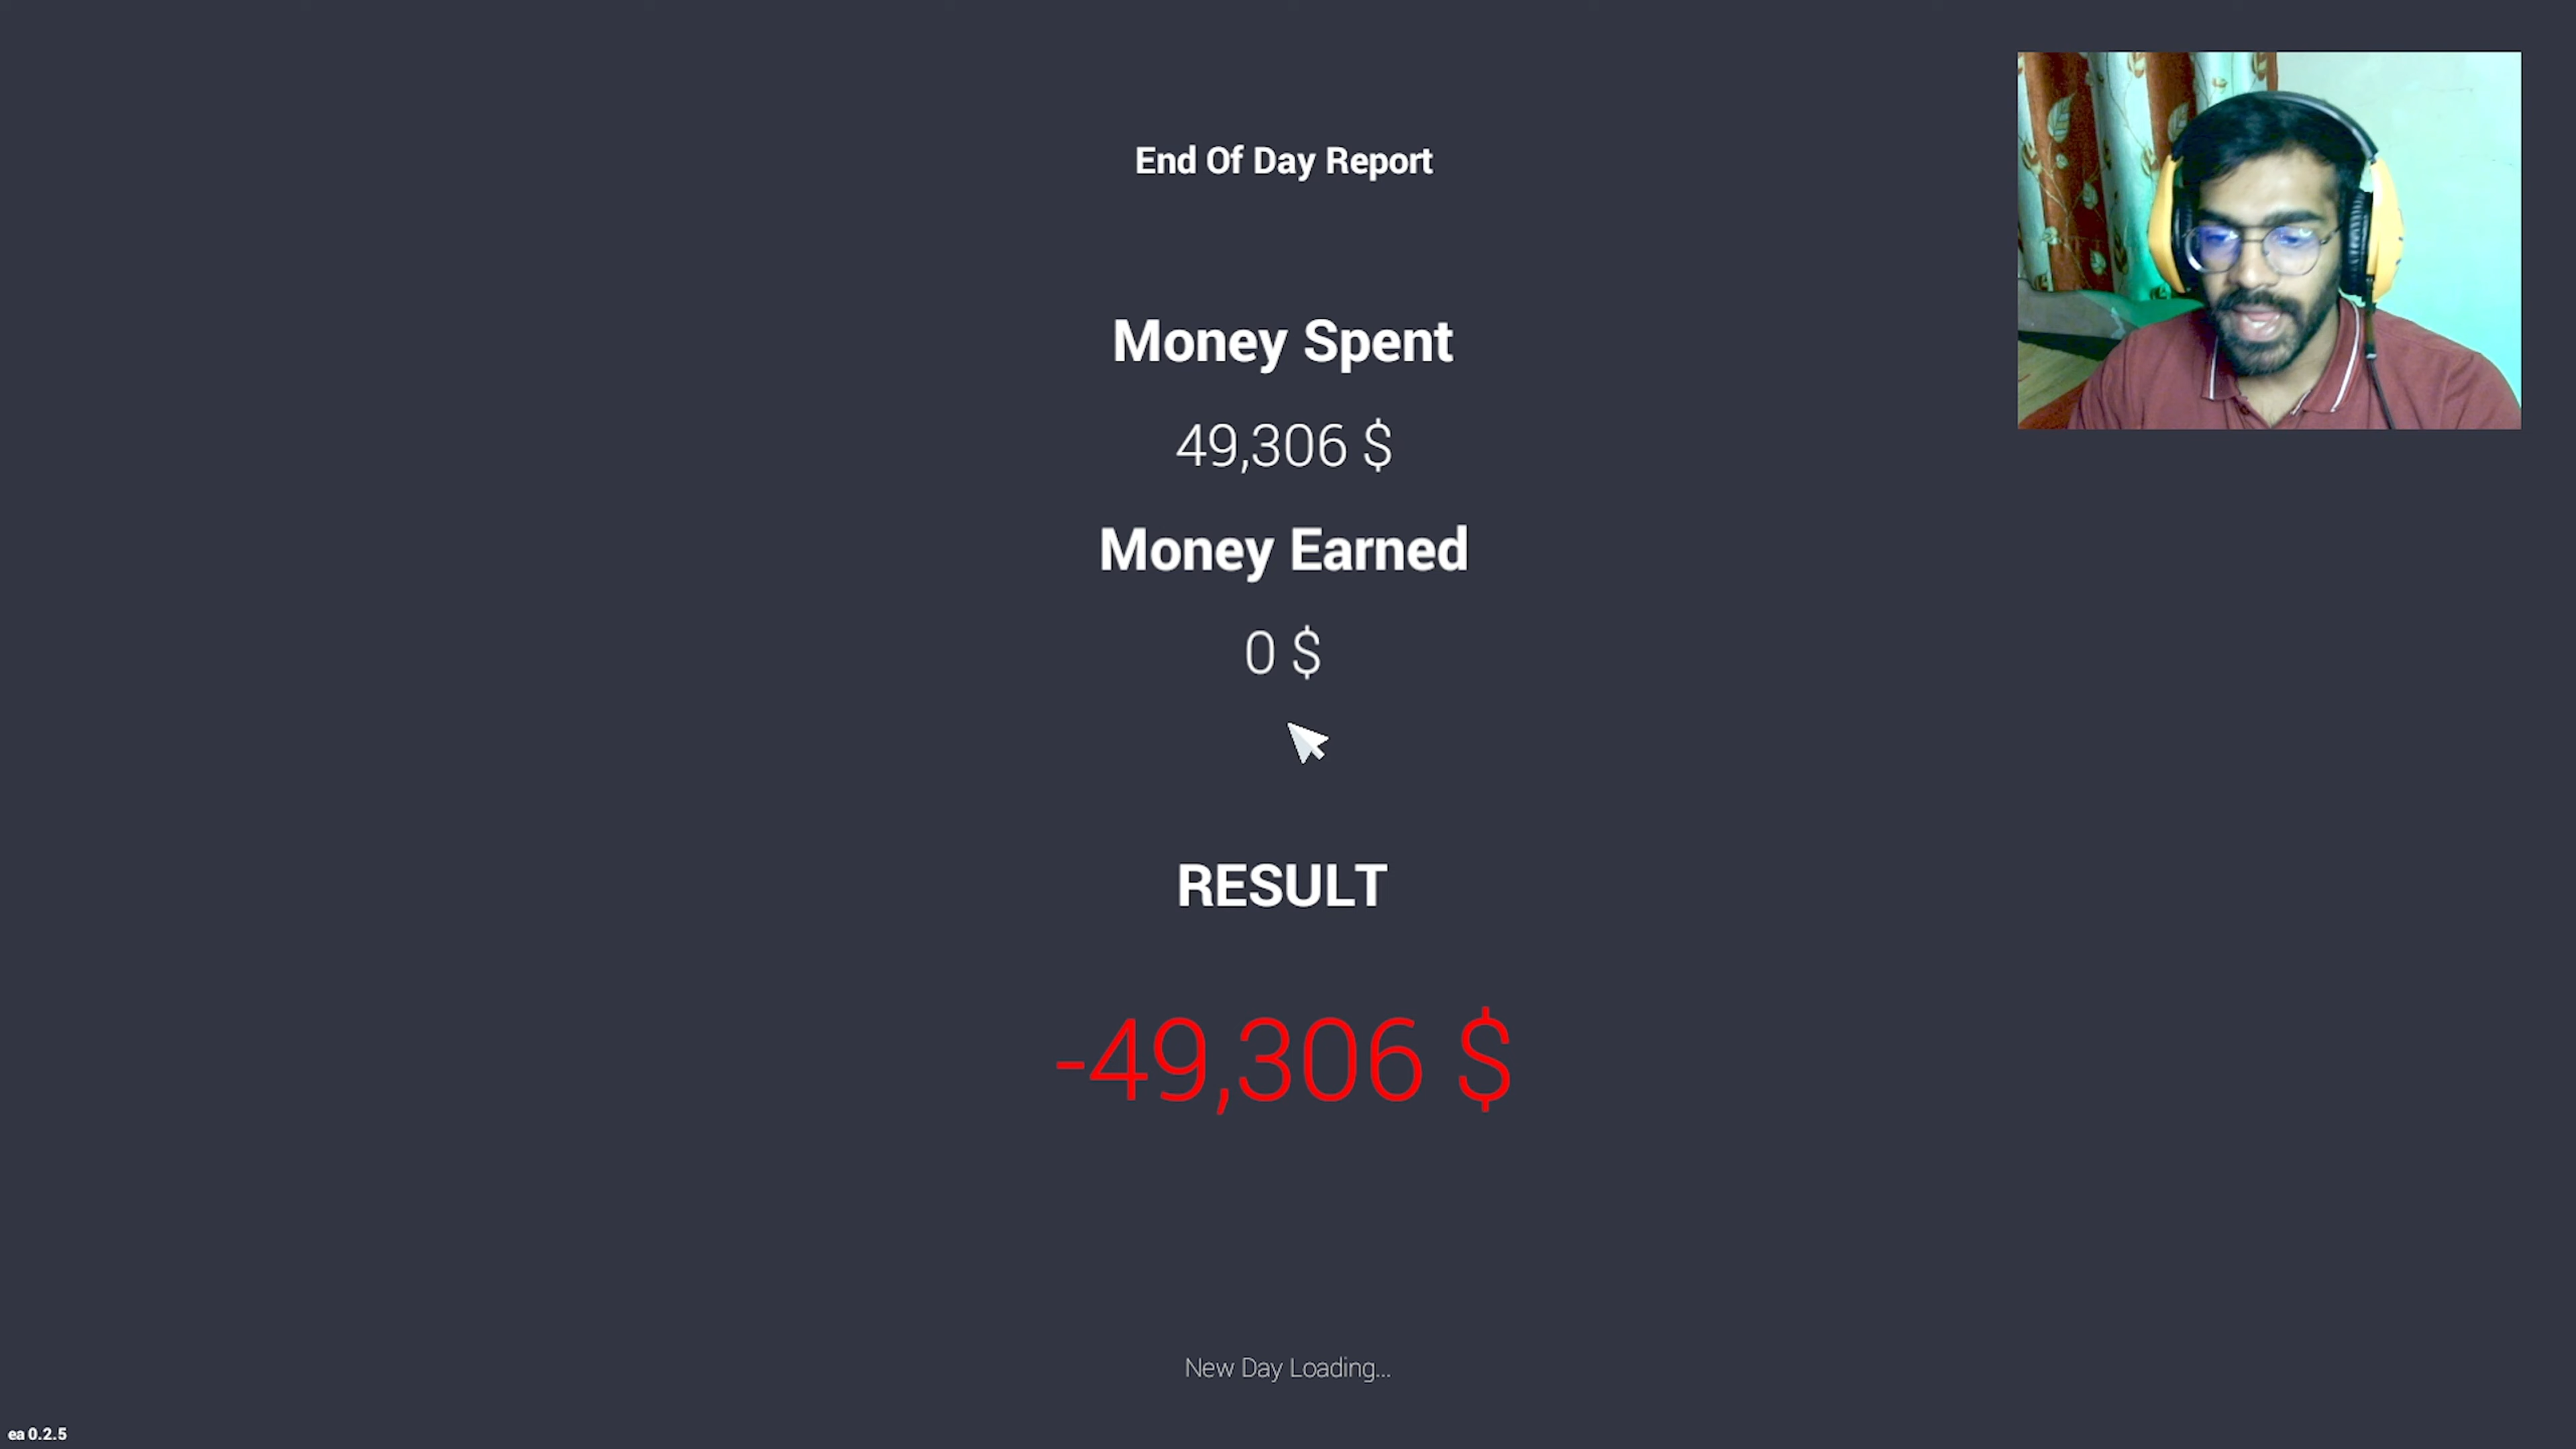 End Of Day Report
Money Spent
49,306 $
Money Earned
0 $
RESULT
-49,306 $
New Day Loading...
ea 0.2.5